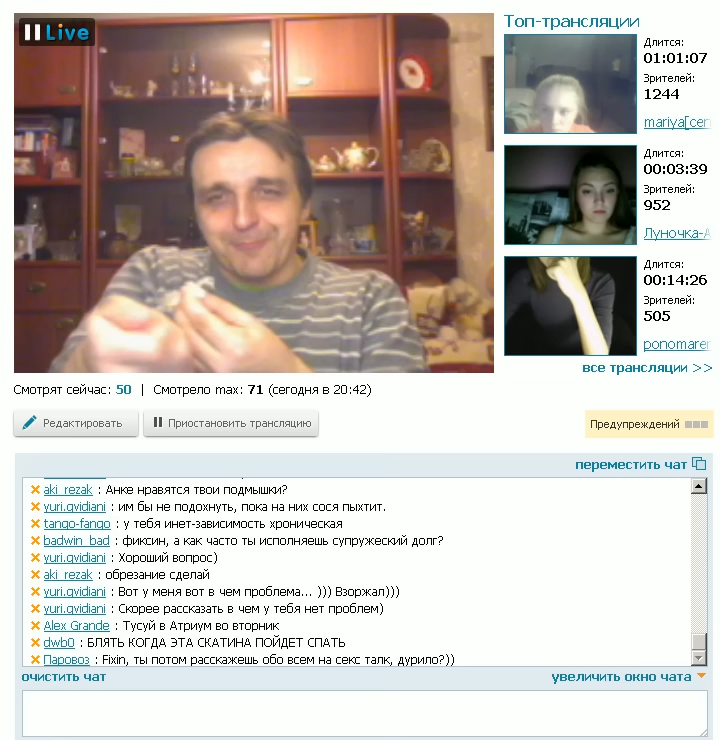 Live
Топ-трансляции
Длится:
01:01:07
Зрителей:
1244
mariya[cer
Длится:
00:03:39
Зрителей:
952
Луночка-A
Длится:
00:14:26
Зрителей:
505
ponomarer
все трансляции >>
Смотрят сейчас: 50 | Смотрело max: 71 (сегодня в 20:42)
Редактировать
Приостановить трансляцию
Предупреждений
переместить чат
aki_rezak : Анке нравятся твои подмышки?
yuri.gvidiani : им бы не подохнуть, пока на них сося пыхтит.
tango-fango : у тебя инет-зависимость хроническая
badwin_bad : фиксин, а как часто ты исполняешь супружеский долг?
yuri.gvidiani : Хороший вопрос)
aki_rezak : обрезание сделай
yuri.gvidiani : Вот у меня вот в чем проблема... ))) Взоржал)))
yuri.gvidiani : Скорее рассказать в чем у тебя нет проблем)
Alex Grande : Тусуй в Атриум во вторник
dwb0 : БЛЯТЬ КОГДА ЭТА СКАТИНА ПОЙДЕТ СПАТЬ
Паровоз : Fixin, ты потом расскажешь обо всем на секс талк, дурило?))
очистить чат
увеличить окно чата